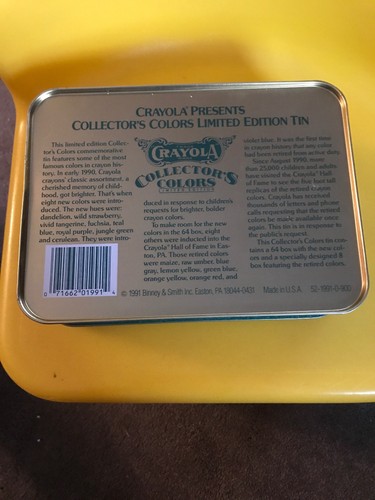 CRAYOLA PRESENTS
COLLECTOR'S COLORS LIMITED EDITION TIN
This limited edition Collec-
tor's Colors commemorative
tin features some of the most
famous colors in crayon his-
tory. In early 1990, Crayola
crayons' classic assortment, a
cherished memory of child-
hood, got brighter. That's when
eight new colors were intro-
duced. The new hues were:
dandelion, wild strawberry,
vivid tangerine, fuchsia, teal
blue, royal purple, jungle green
and cerulean. They were intro-
CRAYOLA
COLLECTOR'S
COLORS
duced in response to children's
requests for brighter, bolder
crayon colors.
To make room for the new
colors in the 64 box, eight
others were inducted into the
Crayola Hall of Fame in Easton,
PA. Those retired colors
were maize, raw umber, blue
gray, lemon yellow, green blue,
orange yellow, orange red, and
violet blue. It was the first time
in crayon history that any color
had been retired from active duty.
Since August 1990, more
than 25,000 children and adults
have visited the Crayola Hall
of Fame to see the five foot tall
replicas of the retired crayon
colors. Crayola has received
thousands of letters and phone
calls requesting that the retired
colors be made available once
again. This tin is in response to
the public's request.
This Collector's Colors tin con-
tains a 64 box with the new col-
ors and a specially designed 8
box featuring the retired colors.
0 71662 01991 4
© 1991 Binney & Smith Inc. Easton, PA 18044-0431 Made in U.S.A. 50-1991-0-900